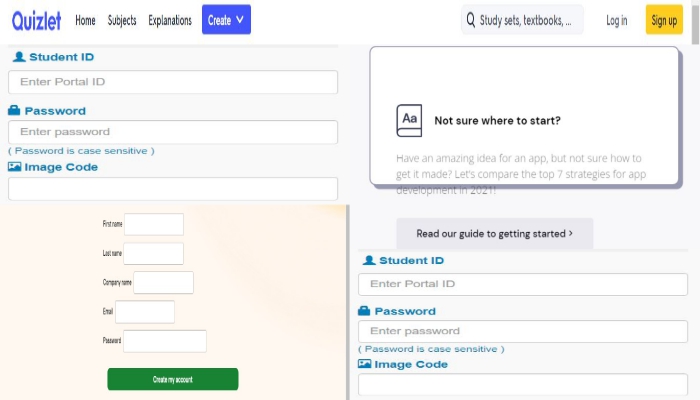 Quizlet Home Subjects Explanations Create Study sets, textbooks, ... Log in Sign up
Student ID
Enter Portal ID
Password
Enter password
( Password is case sensitive )
Image Code
Aa
Not sure where to start?
Have an amazing idea for an app, but not sure how to
get it made? Let's compare the top 7 strategies for app
development in 2021!
Read our guide to getting started >
First name
Last name
Company name
Email
Password
Create my account
Student ID
Enter Portal ID
Password
Enter password
( Password is case sensitive )
Image Code